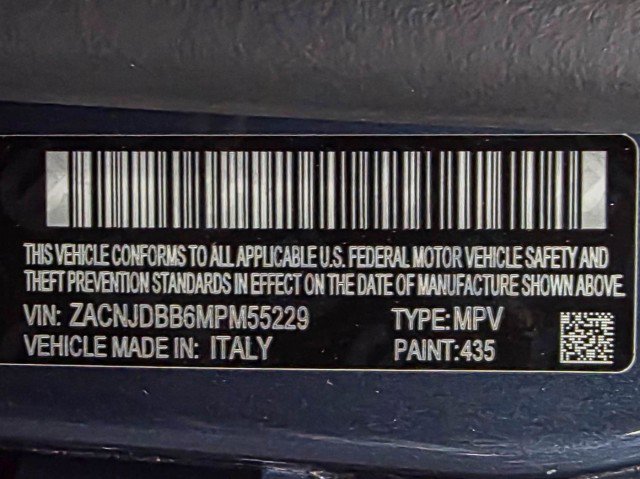 THIS VEHICLE CONFORMS TO ALL APPLICABLE U.S. FEDERAL MOTOR VEHICLE SAFETY AND
THEFT PREVENTION STANDARDS IN EFFECT ON THE DATE OF MANUFACTURE SHOWN ABOVE.
VIN: ZACNJDBB6MPM55229 TYPE: MPV
VEHICLE MADE IN: ITALY PAINT: 435